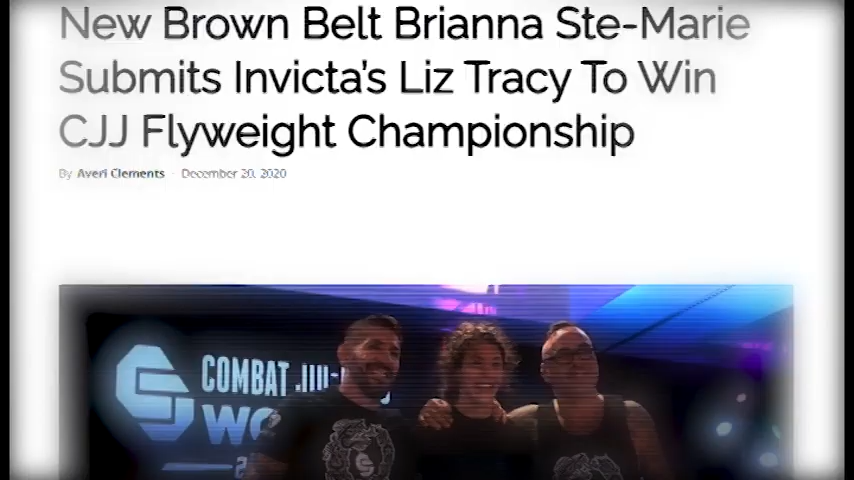 New Brown Belt Brianna Ste-Marie
Submits Invicta's Liz Tracy To Win
CJJ Flyweight Championship
By Averi Clements · December 20, 2020
COMBAT